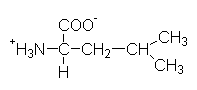 COO⁻
CH₃
⁺H₃N CH₂ CH
H CH₃